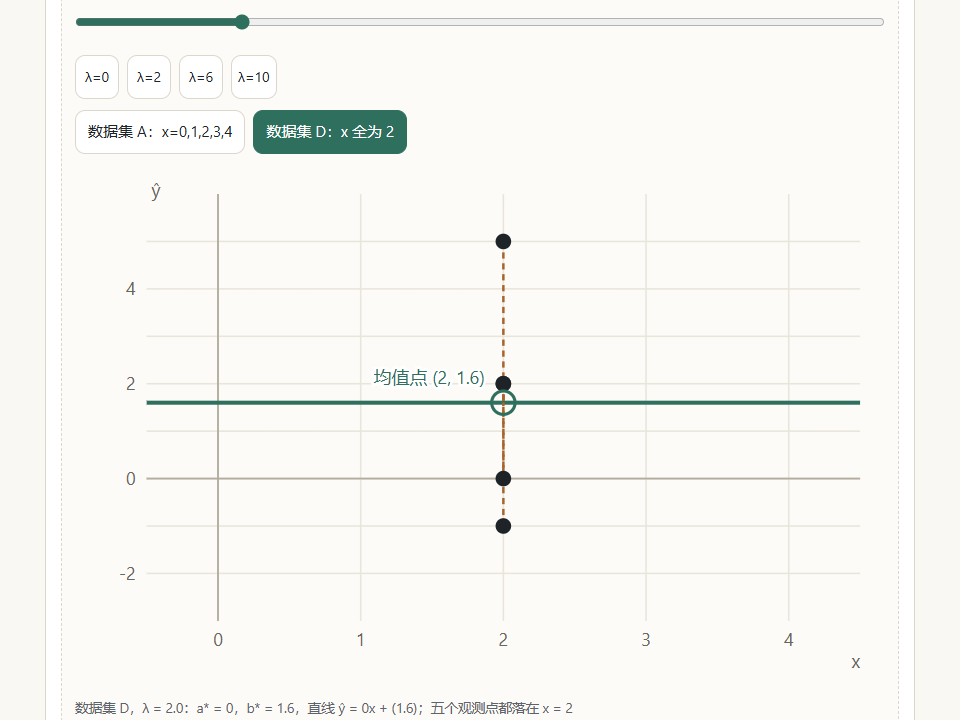 λ=0 λ=2 λ=6 λ=10
数据集 A：x=0,1,2,3,4 数据集 D：x 全为 2
ŷ
4
均值点 (2, 1.6)
2
0
-2
0 1 2 3 4
x
数据集 D，λ = 2.0：a* = 0，b* = 1.6，直线 ŷ = 0x + (1.6)；五个观测点都落在 x = 2